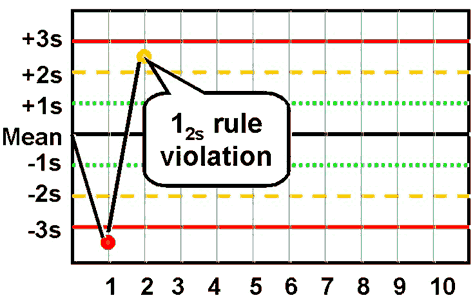 +3s
+2s
+1s
Mean
-1s
-2s
-3s
1₂ₛ rule
violation
1 2 3 4 5 6 7 8 9 10